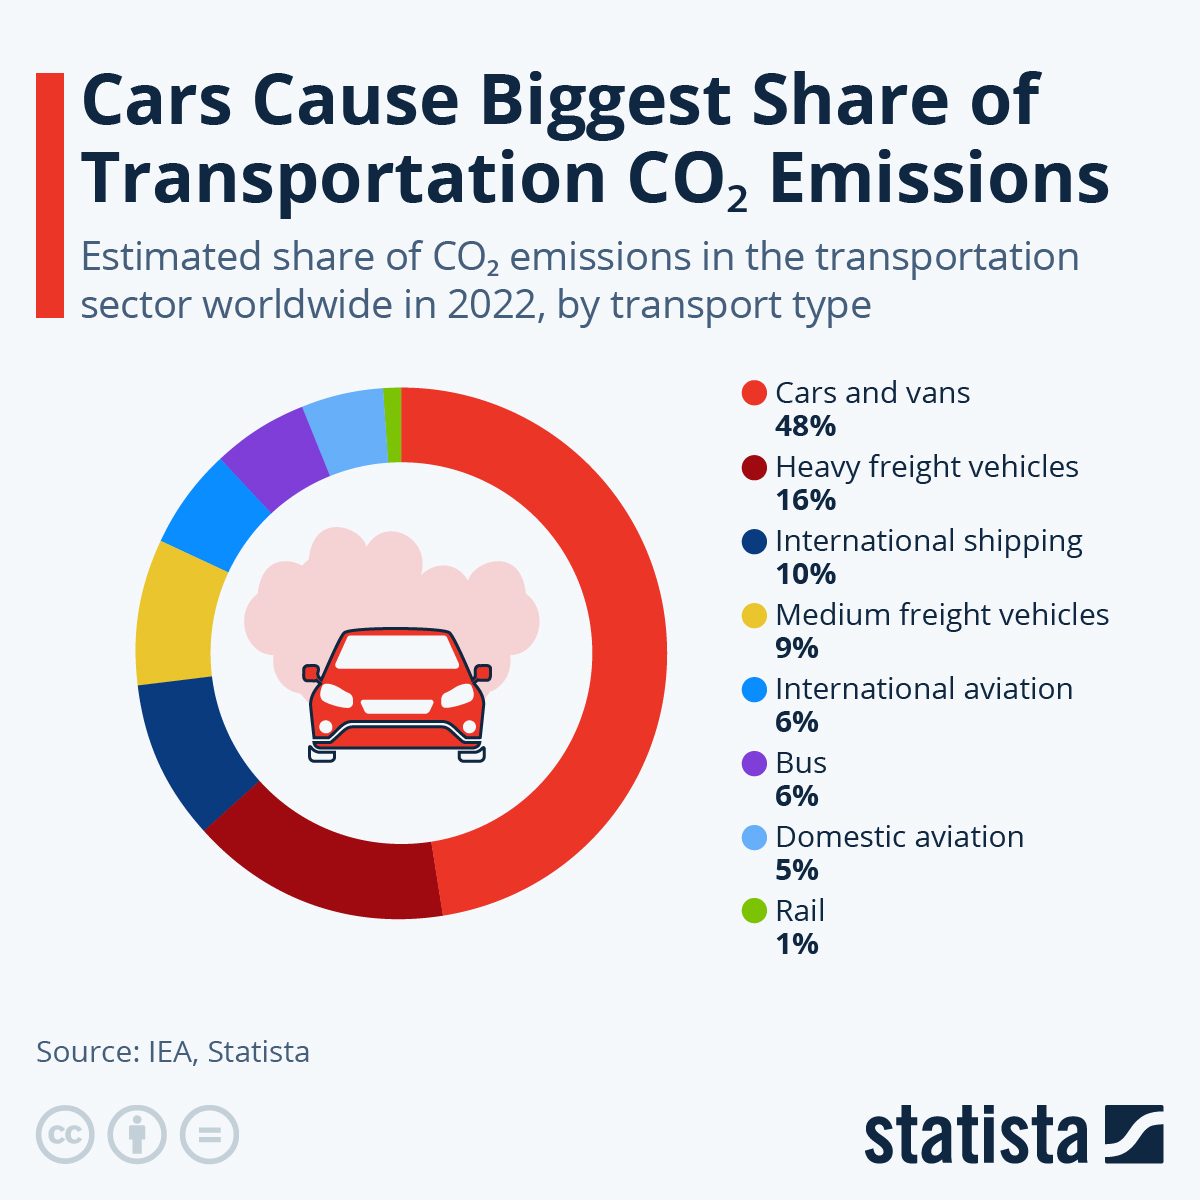 Cars Cause Biggest Share of
Transportation CO₂ Emissions
Estimated share of CO₂ emissions in the transportation
sector worldwide in 2022, by transport type
Cars and vans
48%
Heavy freight vehicles
16%
International shipping
10%
Medium freight vehicles
9%
International aviation
6%
Bus
6%
Domestic aviation
5%
Rail
1%
Source: IEA, Statista
cc
statista